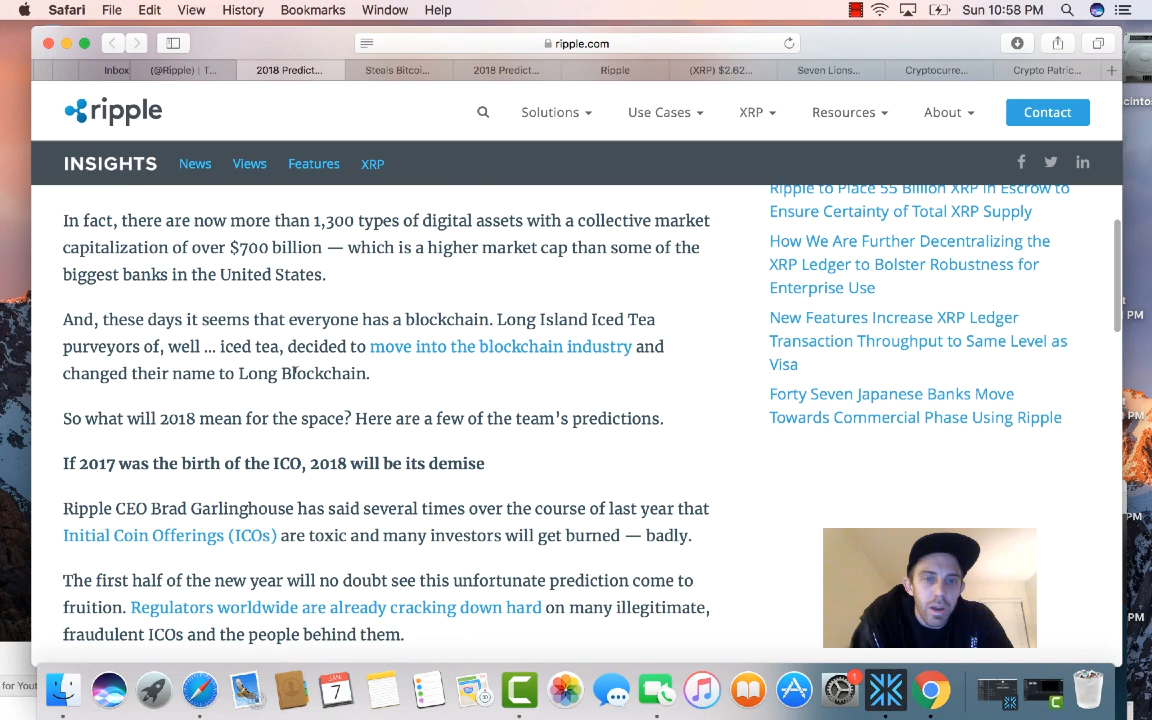 Safari File Edit View History Bookmarks Window Help Sun 10:58 PM
ripple.com
Inbox (@Ripple) | T... 2018 Predict... Steals Bitcoi... 2018 Predict... Ripple (XRP) $2.62... Seven Lions... Cryptocurre... Crypto Patric...
ripple Solutions Use Cases XRP Resources About Contact
INSIGHTS News Views Features XRP
In fact, there are now more than 1,300 types of digital assets with a collective market
capitalization of over $700 billion — which is a higher market cap than some of the
biggest banks in the United States.
And, these days it seems that everyone has a blockchain. Long Island Iced Tea
purveyors of, well ... iced tea, decided to move into the blockchain industry and
changed their name to Long Blockchain.
So what will 2018 mean for the space? Here are a few of the team's predictions.
If 2017 was the birth of the ICO, 2018 will be its demise
Ripple CEO Brad Garlinghouse has said several times over the course of last year that
Initial Coin Offerings (ICOs) are toxic and many investors will get burned — badly.
The first half of the new year will no doubt see this unfortunate prediction come to
fruition. Regulators worldwide are already cracking down hard on many illegitimate,
fraudulent ICOs and the people behind them.
Ripple to Place 55 Billion XRP in Escrow to
Ensure Certainty of Total XRP Supply
How We Are Further Decentralizing the
XRP Ledger to Bolster Robustness for
Enterprise Use
New Features Increase XRP Ledger
Transaction Throughput to Same Level as
Visa
Forty Seven Japanese Banks Move
Towards Commercial Phase Using Ripple
PM
PM
PM
PM
for Yout
JAN
7
1